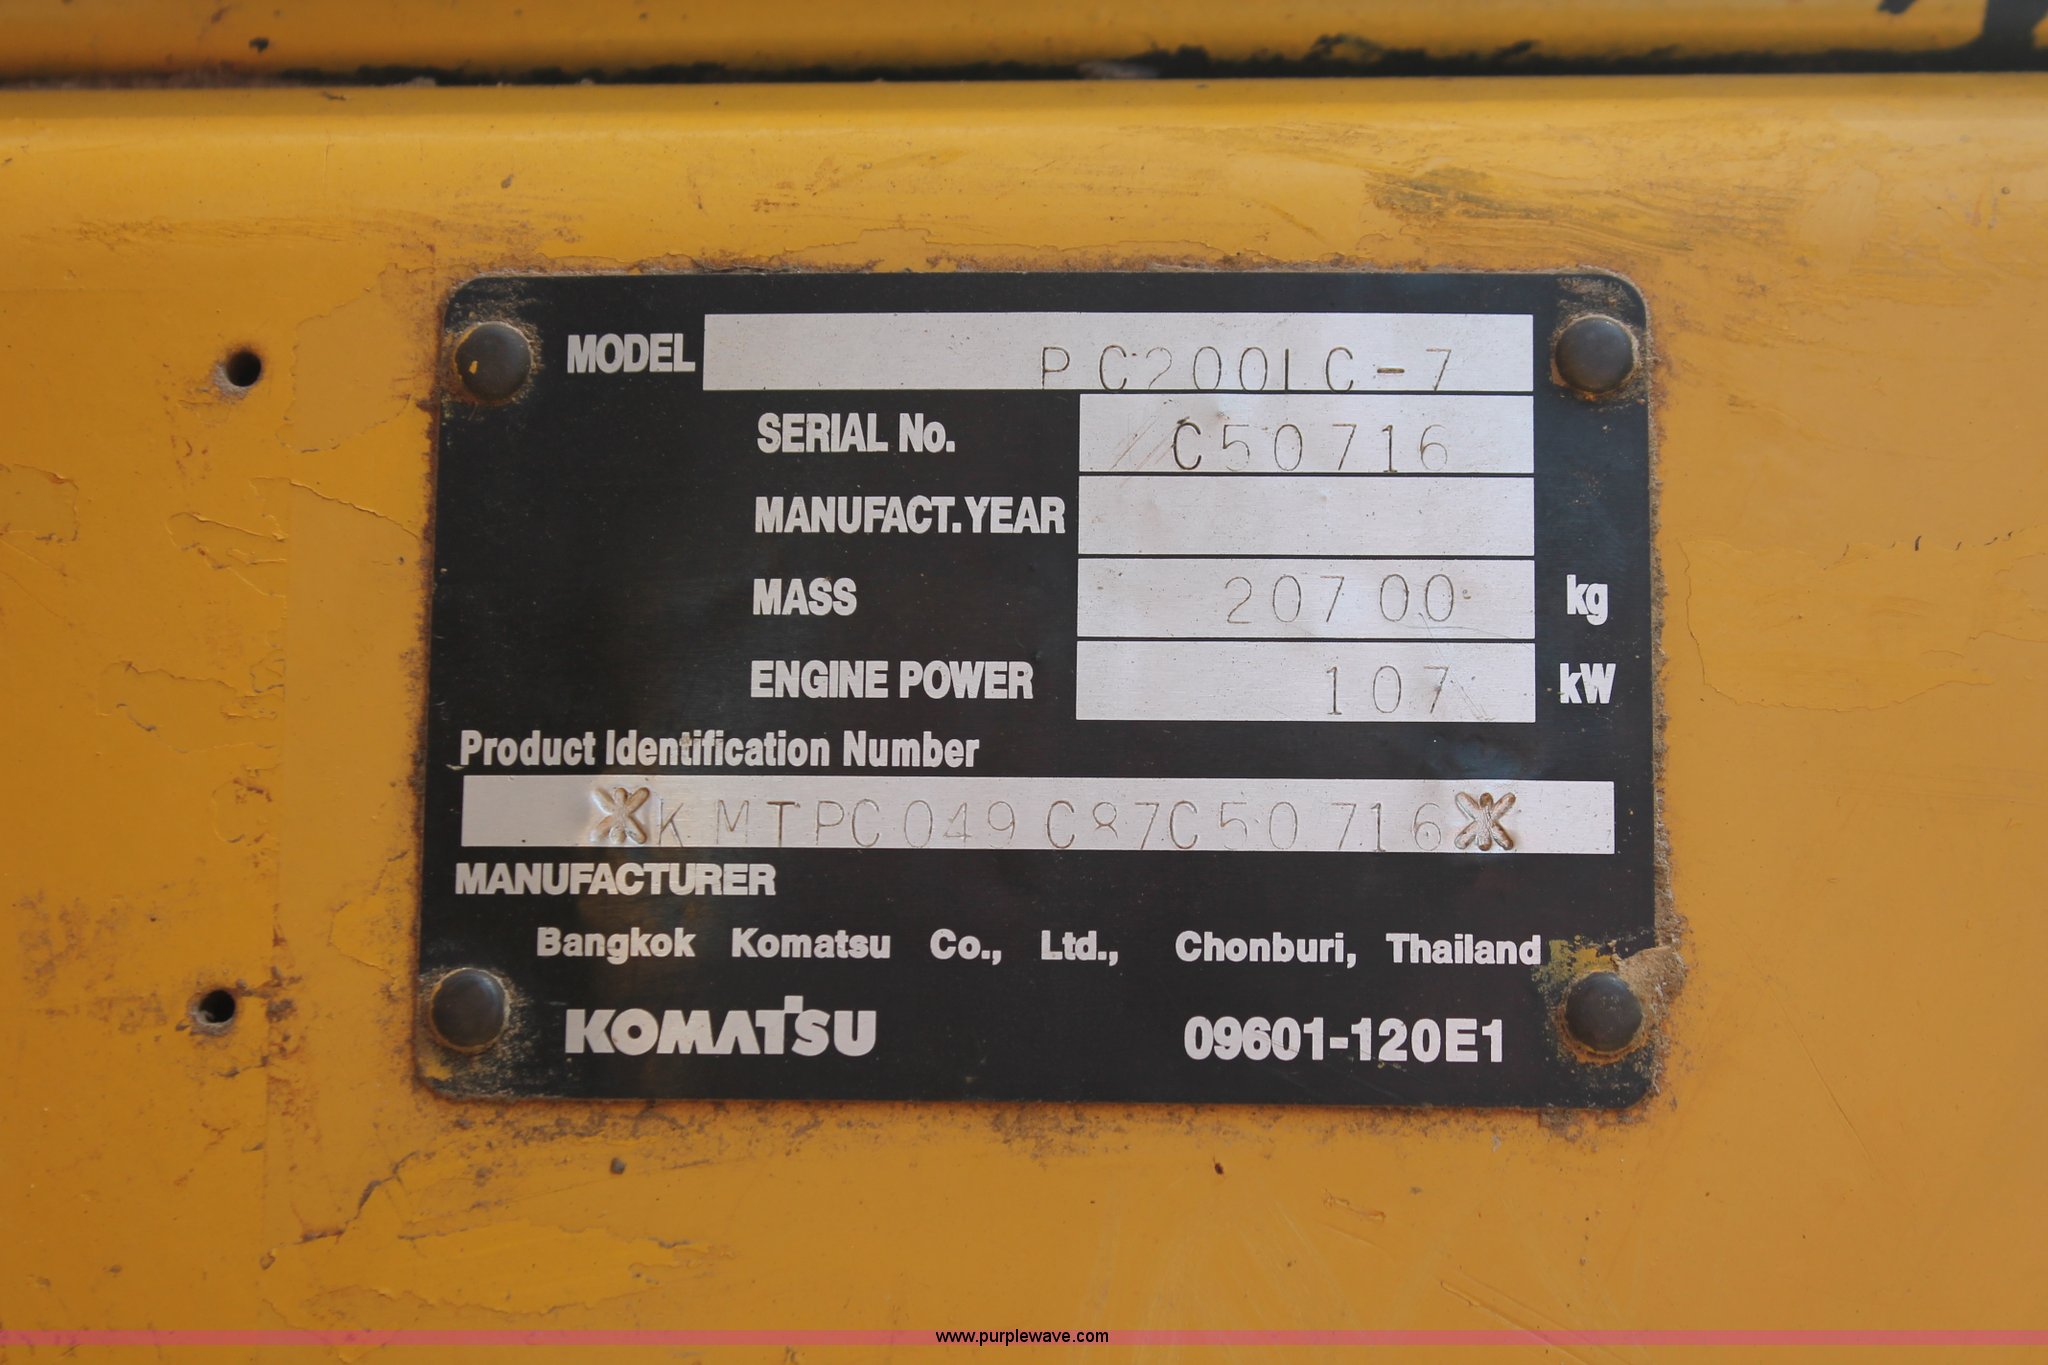 MODEL PC200LC-7
SERIAL No. C50716
MANUFACT.YEAR
MASS 20700 kg
ENGINE POWER 107 kW
Product Identification Number
*KMTPC049C87C50716*
MANUFACTURER
Bangkok Komatsu Co., Ltd., Chonburi, Thailand
KOMATSU 09601-120E1
www.purplewave.com